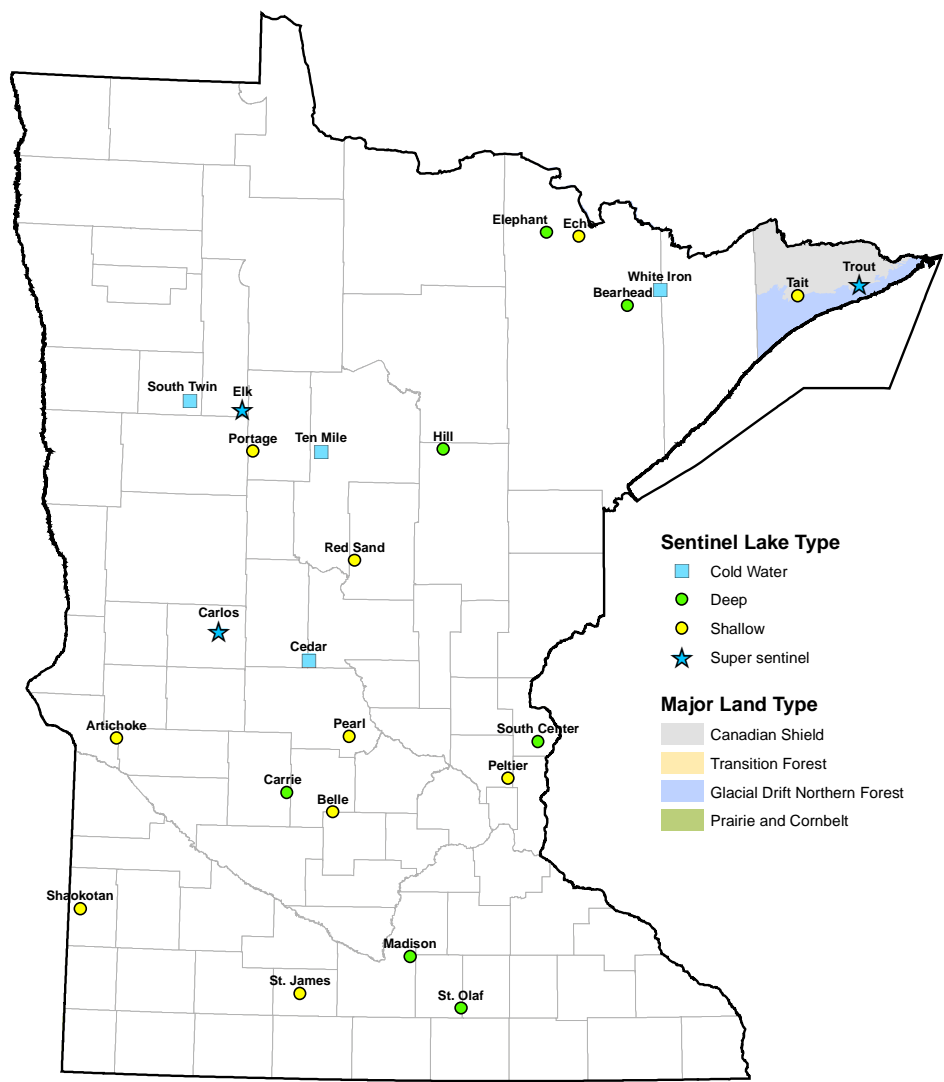 Elephant
Ech
White Iron
Bearhead
Tait
Trout
South Twin
Elk
Portage
Ten Mile
Hill
Red Sand
Carlos
Cedar
Artichoke
Pearl
South Center
Peltier
Carrie
Belle
Shaokotan
Madison
St. James
St. Olaf
Sentinel Lake Type
Cold Water
Deep
Shallow
Super sentinel
Major Land Type
Canadian Shield
Transition Forest
Glacial Drift Northern Forest
Prairie and Cornbelt